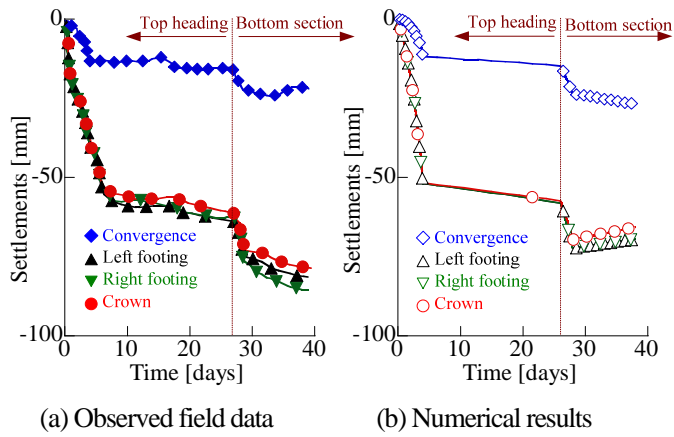 0
Top heading
Bottom section
-50
-100
Settlements [mm]
Convergence
Left footing
Right footing
Crown
0
10
20
30
40
Time [days]
(a) Observed field data
0
Top heading
Bottom section
-50
-100
Settlements [mm]
Convergence
Left footing
Right footing
Crown
0
10
20
30
40
Time [days]
(b) Numerical results